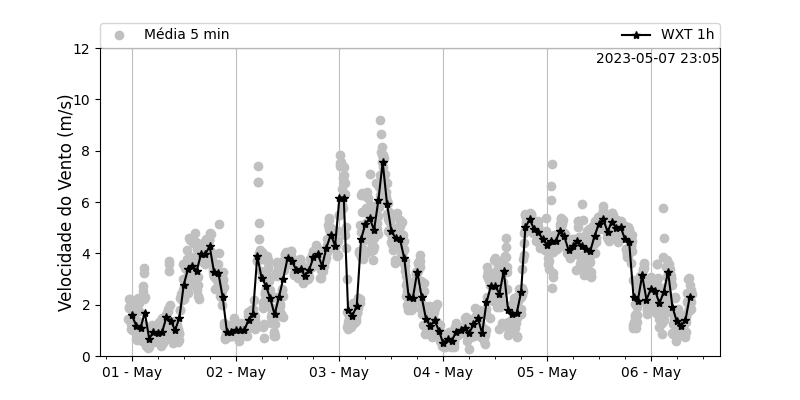 Média 5 min
WXT 1h
2023-05-07 23:05
Velocidade do Vento (m/s)
12
10
8
6
4
2
0
01 - May
02 - May
03 - May
04 - May
05 - May
06 - May